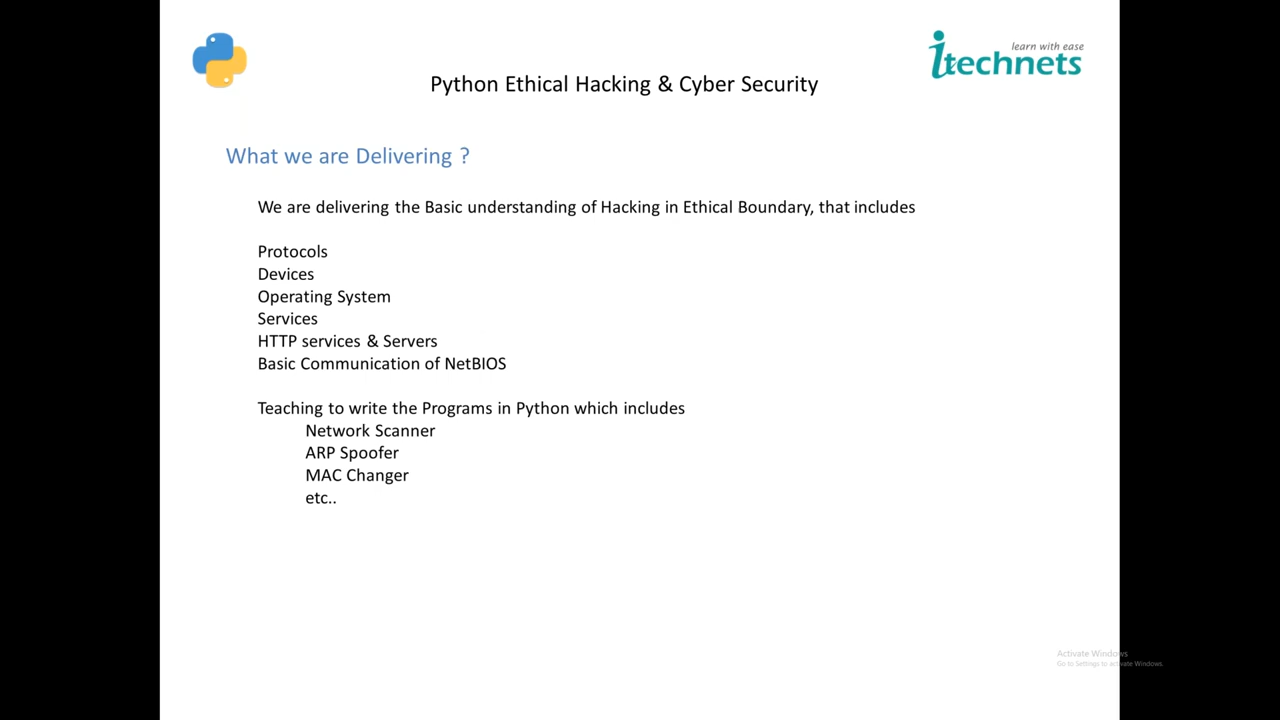 learn with ease
itechnets
Python Ethical Hacking & Cyber Security
What we are Delivering ?
We are delivering the Basic understanding of Hacking in Ethical Boundary, that includes
Protocols
Devices
Operating System
Services
HTTP services & Servers
Basic Communication of NetBIOS
Teaching to write the Programs in Python which includes
Network Scanner
ARP Spoofer
MAC Changer
etc..
Activate Windows
Go to Settings to activate Windows.